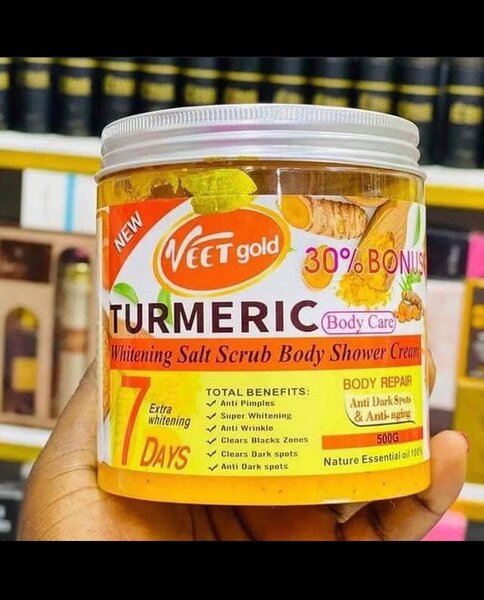 NEW
VEET gold
30% BONUS
TURMERIC
Body Care
Whitening Salt Scrub Body Shower Cream
7
Extra
whitening
DAYS
TOTAL BENEFITS:
✓ Anti Pimples
✓ Super Whitening
✓ Anti Wrinkle
✓ Clears Blacks Zones
✓ Clears Dark spots
✓ Anti Dark spots
BODY REPAIR
Anti Dark Spots
& Anti-aging
500G
Nature Essential oil 100%